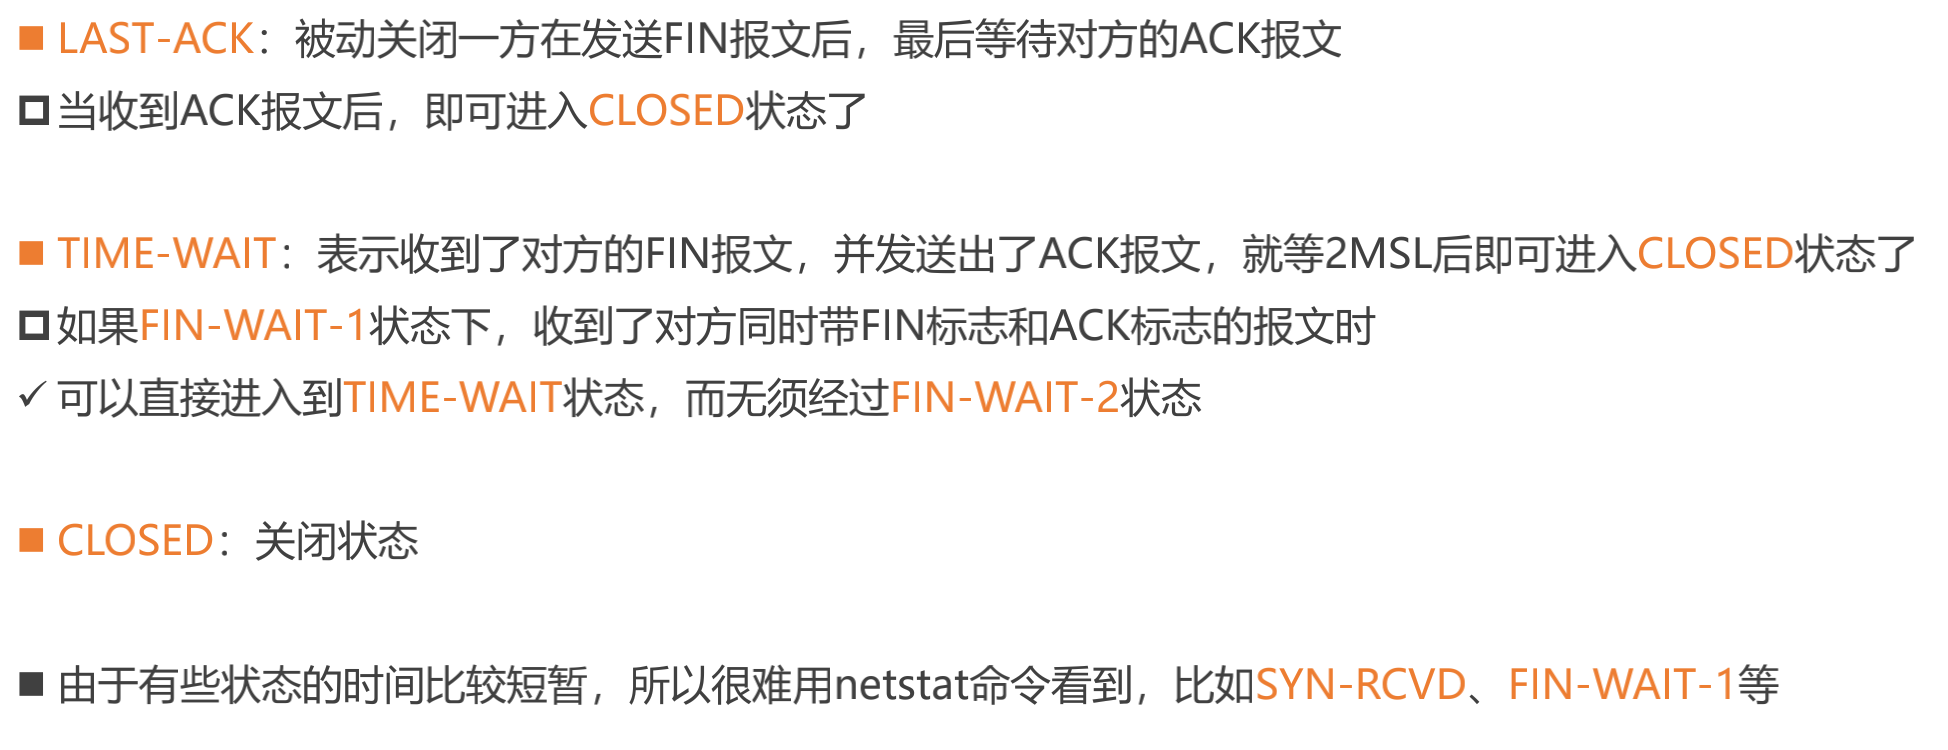 ■ LAST-ACK：被动关闭一方在发送FIN报文后，最后等待对方的ACK报文
□ 当收到ACK报文后，即可进入CLOSED状态了
■ TIME-WAIT：表示收到了对方的FIN报文，并发送出了ACK报文，就等2MSL后即可进入CLOSED状态了
□ 如果FIN-WAIT-1状态下，收到了对方同时带FIN标志和ACK标志的报文时
✓ 可以直接进入到TIME-WAIT状态，而无须经过FIN-WAIT-2状态
■ CLOSED：关闭状态
■ 由于有些状态的时间比较短暂，所以很难用netstat命令看到，比如SYN-RCVD、FIN-WAIT-1等